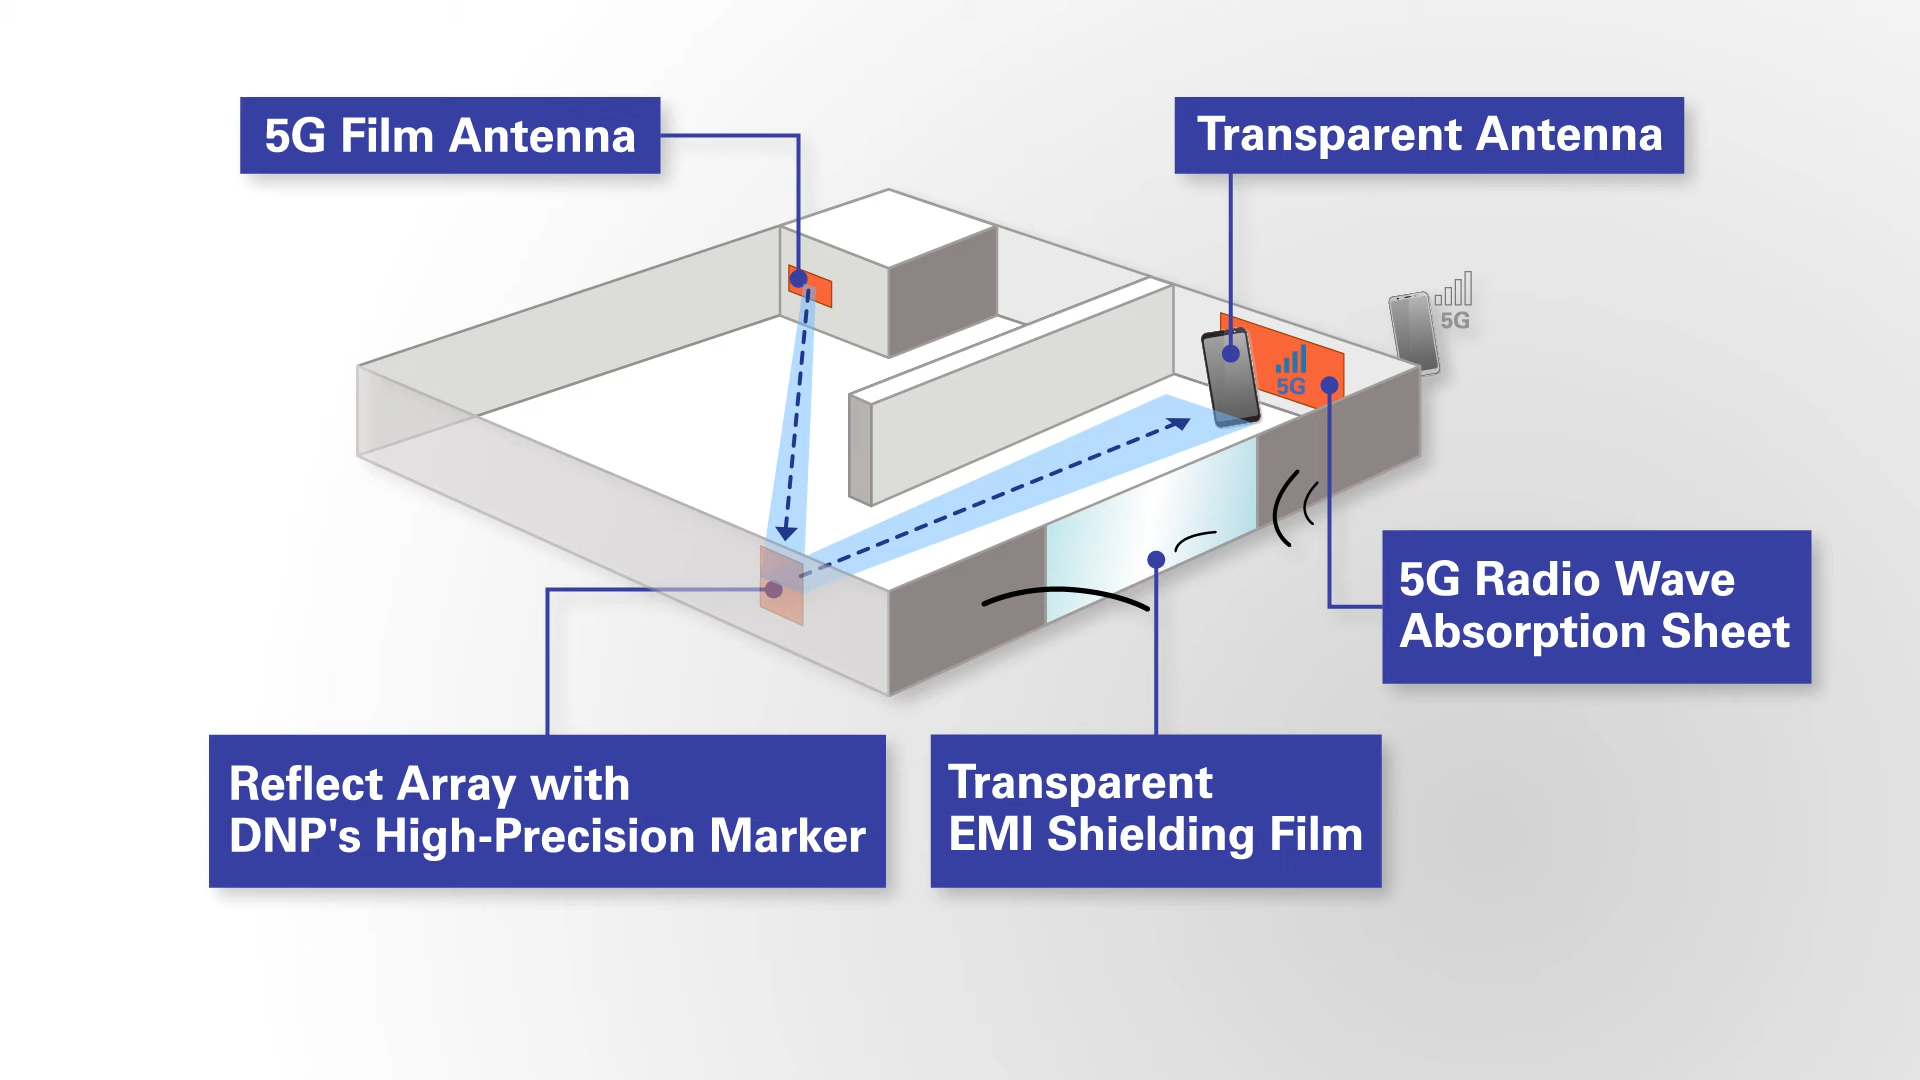 5G Film Antenna
Transparent Antenna
5G
5G
5G Radio Wave
Absorption Sheet
Reflect Array with
DNP's High-Precision Marker
Transparent
EMI Shielding Film